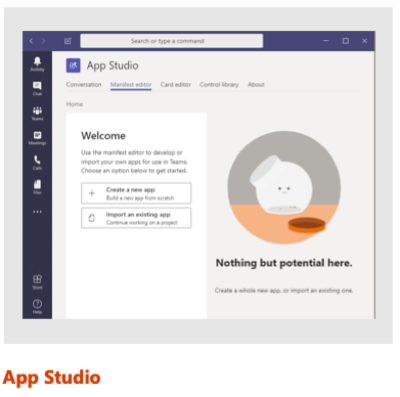 Search or type a command
Activity
Chat
Teams
Meetings
Calls
Files
Store
Help
App Studio
Conversation Manifest editor Card editor Control library About
Home
Welcome
Use the manifest editor to develop or
import your own apps for use in Teams.
Choose an option below to get started.
Create a new app
Build a new app from scratch
Import an existing app
Continue working on a project
Nothing but potential here.
Create a whole new app, or import an existing one.
App Studio